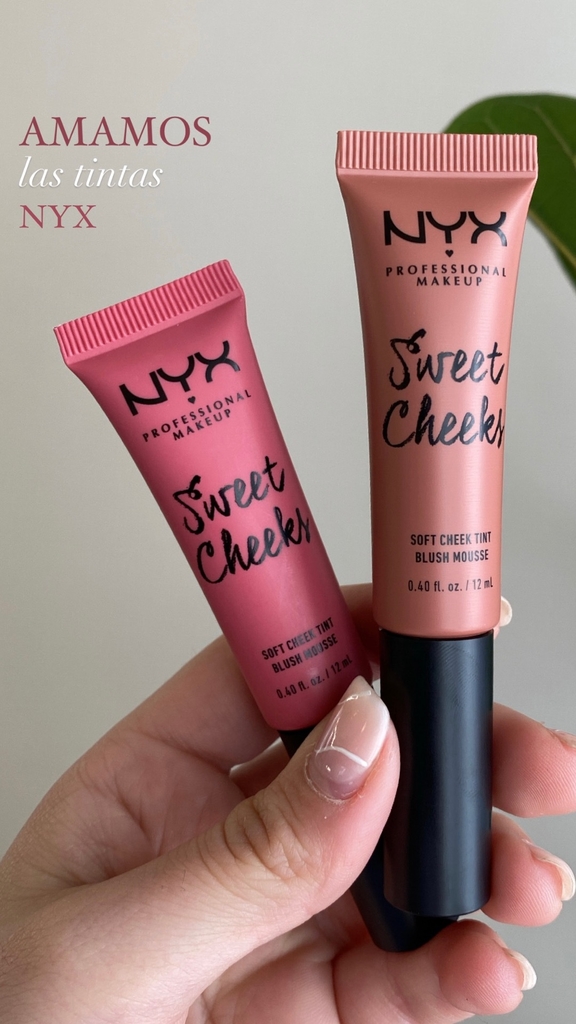 AMAMOS
las tintas
NYX
NYX
PROFESSIONAL
MAKEUP
Sweet
Cheeks
SOFT CHEEK TINT
BLUSH MOUSSE
0.40 fl. oz. / 12 mL
NYX
PROFESSIONAL
MAKEUP
Sweet
Cheeks
SOFT CHEEK TINT
BLUSH MOUSSE
0.40 fl. oz. / 12 mL